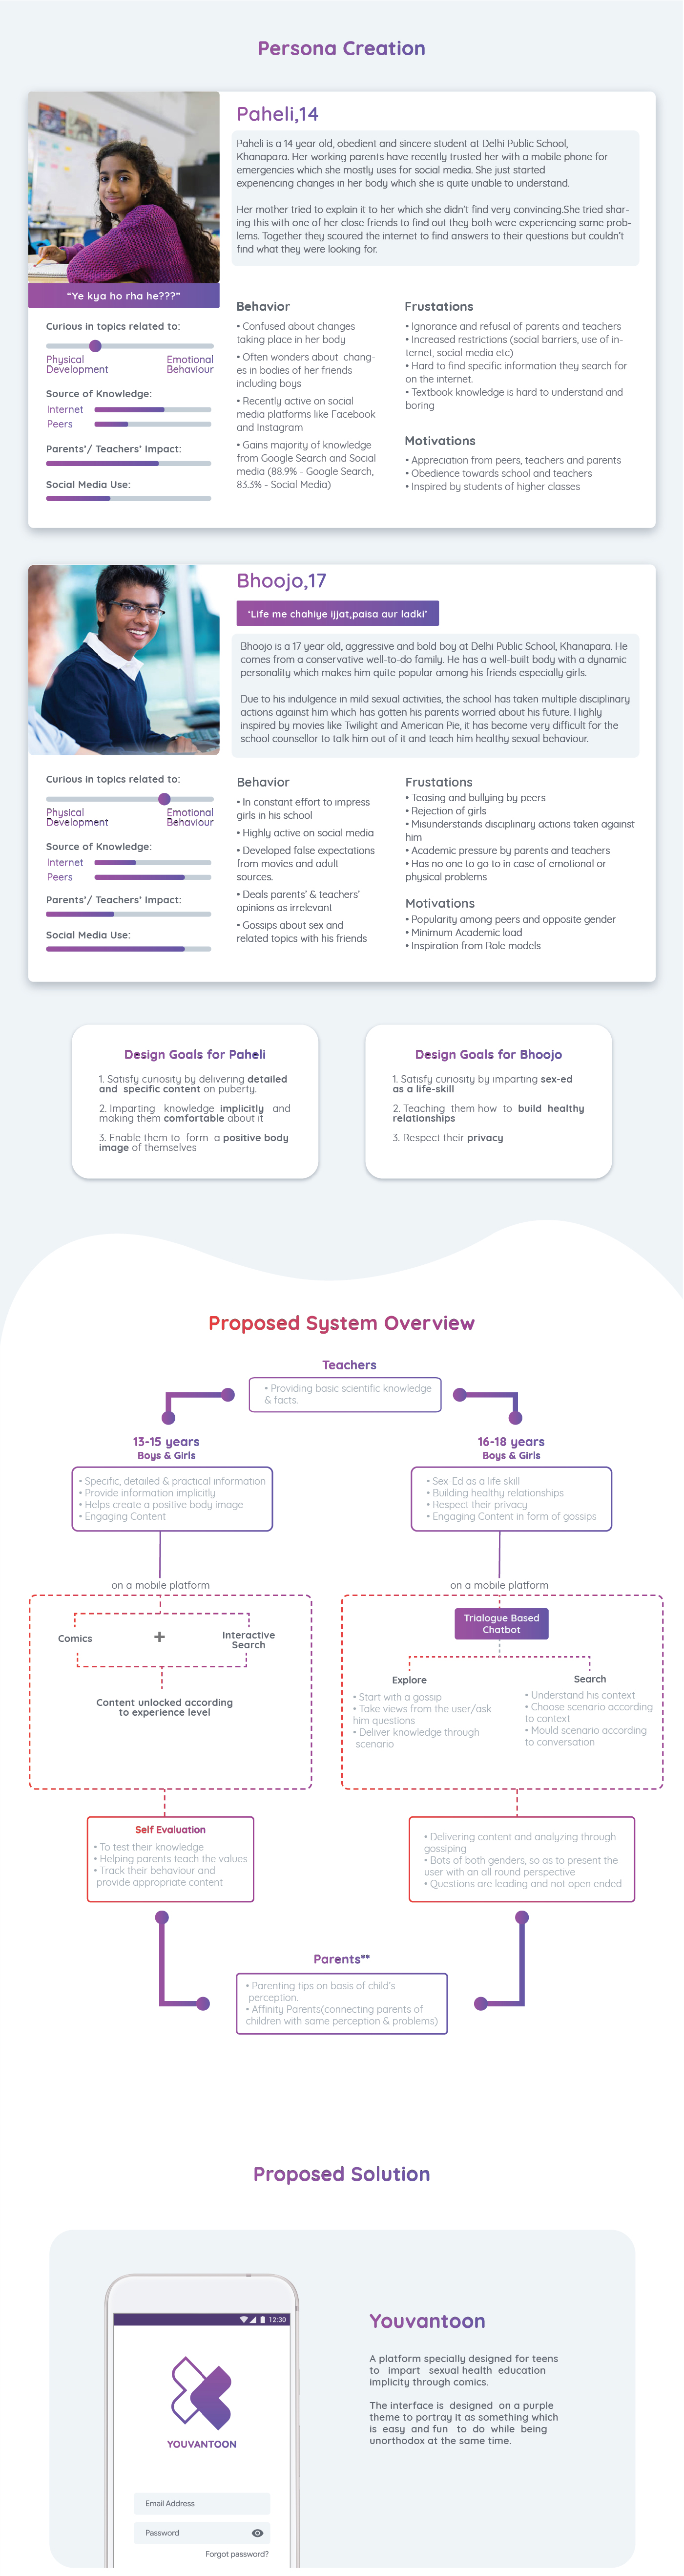 Persona Creation
Paheli,14
Paheli is a 14 year old, obedient and sincere student at Delhi Public School,
Khanapara. Her working parents have recently trusted her with a mobile phone for
emergencies which she mostly uses for social media. She just started
experiencing changes in her body which she is quite unable to understand.
Her mother tried to explain it to her which she didn't find very convincing.She tried shar-
ing this with one of her close friends to find out they both were experiencing same prob-
lems. Together they scoured the internet to find answers to their questions but couldn't
find what they were looking for.
"Ye kya ho rha he???"
Curious in topics related to:
Physical
Development
Emotional
Behaviour
Source of Knowledge:
Internet
Peers
Parents'/ Teachers' Impact:
Social Media Use:
Behavior
• Confused about changes
taking place in her body
• Often wonders about chang-
es in bodies of her friends
including boys
• Recently active on social
media platforms like Facebook
and Instagram
• Gains majority of knowledge
from Google Search and Social
media (88.9% - Google Search,
83.3% - Social Media)
Frustations
• Ignorance and refusal of parents and teachers
• Increased restrictions (social barriers, use of in-
ternet, social media etc)
• Hard to find specific information they search for
on the internet.
• Textbook knowledge is hard to understand and
boring
Motivations
• Appreciation from peers, teachers and parents
• Obedience towards school and teachers
• Inspired by students of higher classes
Bhoojo,17
'Life me chahiye ijjat,paisa aur ladki'
Bhoojo is a 17 year old, aggressive and bold boy at Delhi Public School, Khanapara. He
comes from a conservative well-to-do family. He has a well-built body with a dynamic
personality which makes him quite popular among his friends especially girls.
Due to his indulgence in mild sexual activities, the school has taken multiple disciplinary
actions against him which has gotten his parents worried about his future. Highly
inspired by movies like Twilight and American Pie, it has become very difficult for the
school counsellor to talk him out of it and teach him healthy sexual behaviour.
Curious in topics related to:
Physical
Development
Emotional
Behaviour
Source of Knowledge:
Internet
Peers
Parents'/ Teachers' Impact:
Social Media Use:
Behavior
• In constant effort to impress
girls in his school
• Highly active on social media
• Developed false expectations
from movies and adult
sources.
• Deals parents' & teachers'
opinions as irrelevant
• Gossips about sex and
related topics with his friends
Frustations
• Teasing and bullying by peers
• Rejection of girls
• Misunderstands disciplinary actions taken against
him
• Academic pressure by parents and teachers
• Has no one to go to in case of emotional or
physical problems
Motivations
• Popularity among peers and opposite gender
• Minimum Academic load
• Inspiration from Role models
Design Goals for Paheli
1. Satisfy curiosity by delivering detailed
and specific content on puberty.
2. Imparting knowledge implicitly and
making them comfortable about it
3. Enable them to form a positive body
image of themselves
Design Goals for Bhoojo
1. Satisfy curiosity by imparting sex-ed
as a life-skill
2. Teaching them how to build healthy
relationships
3. Respect their privacy
Proposed System Overview
Teachers
• Providing basic scientific knowledge
& facts.
13-15 years
Boys & Girls
• Specific, detailed & practical information
• Provide information implicitly
• Helps create a positive body image
• Engaging Content
16-18 years
Boys & Girls
• Sex-Ed as a life skill
• Building healthy relationships
• Respect their privacy
• Engaging Content in form of gossips
on a mobile platform
Comics
+
Interactive
Search
Content unlocked according
to experience level
on a mobile platform
Trialogue Based
Chatbot
Explore
• Start with a gossip
• Take views from the user/ask
him questions
• Deliver knowledge through
scenario
Search
• Understand his context
• Choose scenario according
to context
• Mould scenario according
to conversation
Self Evaluation
• To test their knowledge
• Helping parents teach the values
• Track their behaviour and
provide appropriate content
• Delivering content and analyzing through
gossiping
• Bots of both genders, so as to present the
user with an all round perspective
• Questions are leading and not open ended
Parents**
• Parenting tips on basis of child's
perception.
• Affinity Parents(connecting parents of
children with same perception & problems)
Proposed Solution
12:30
YOUVANTOON
Email Address
Password
Forgot password?
Youvantoon
A platform specially designed for teens
to impart sexual health education
implicity through comics.
The interface is designed on a purple
theme to portray it as something which
is easy and fun to do while being
unorthodox at the same time.